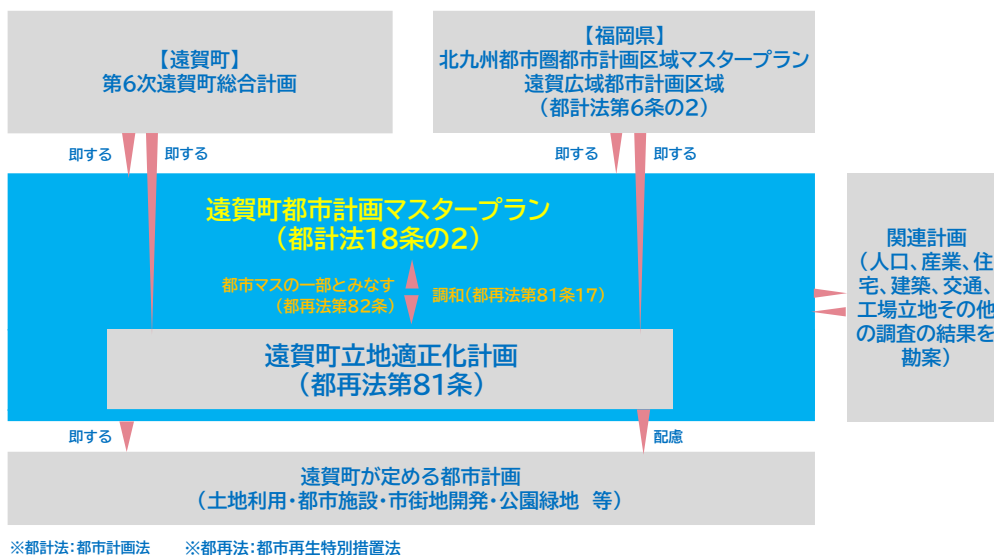 【遠賀町】
第6次遠賀町総合計画
【福岡県】
北九州都市圏都市計画区域マスタープラン
遠賀広域都市計画区域
（都計法第6条の2）
即する
即する
即する
即する
遠賀町都市計画マスタープラン
（都計法18条の2）
都市マスの一部とみなす
（都再法第82条）
調和（都再法第81条17）
遠賀町立地適正化計画
（都再法第81条）
関連計画
（人口、産業、住
宅、建築、交通、
工場立地その他
の調査の結果を
勘案）
即する
配慮
遠賀町が定める都市計画
（土地利用・都市施設・市街地開発・公園緑地 等）
※都計法：都市計画法 ※都再法：都市再生特別措置法